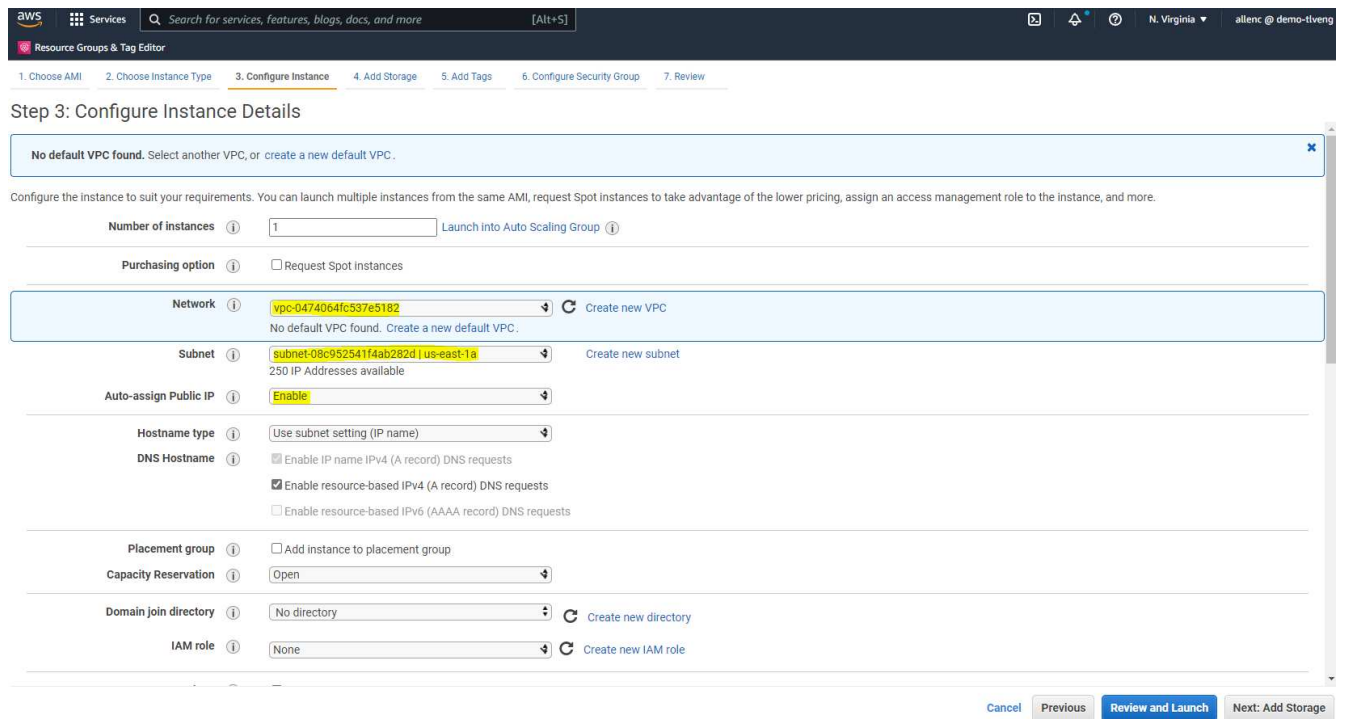 aws Services Search for services, features, blogs, docs, and more [Alt+S] N. Virginia ▼ allenc @ demo-tlveng
Resource Groups & Tag Editor
1. Choose AMI 2. Choose Instance Type 3. Configure Instance 4. Add Storage 5. Add Tags 6. Configure Security Group 7. Review
Step 3: Configure Instance Details
No default VPC found. Select another VPC, or create a new default VPC.
Configure the instance to suit your requirements. You can launch multiple instances from the same AMI, request Spot instances to take advantage of the lower pricing, assign an access management role to the instance, and more.
Number of instances 1 Launch into Auto Scaling Group
Purchasing option Request Spot instances
Network vpc-0474064fc537e5182 Create new VPC
No default VPC found. Create a new default VPC.
Subnet subnet-08c952541f4ab282d | us-east-1a Create new subnet
250 IP Addresses available
Auto-assign Public IP Enable
Hostname type Use subnet setting (IP name)
DNS Hostname Enable IP name IPv4 (A record) DNS requests
Enable resource-based IPv4 (A record) DNS requests
Enable resource-based IPv6 (AAAA record) DNS requests
Placement group Add instance to placement group
Capacity Reservation Open
Domain join directory No directory Create new directory
IAM role None Create new IAM role
Cancel Previous Review and Launch Next: Add Storage